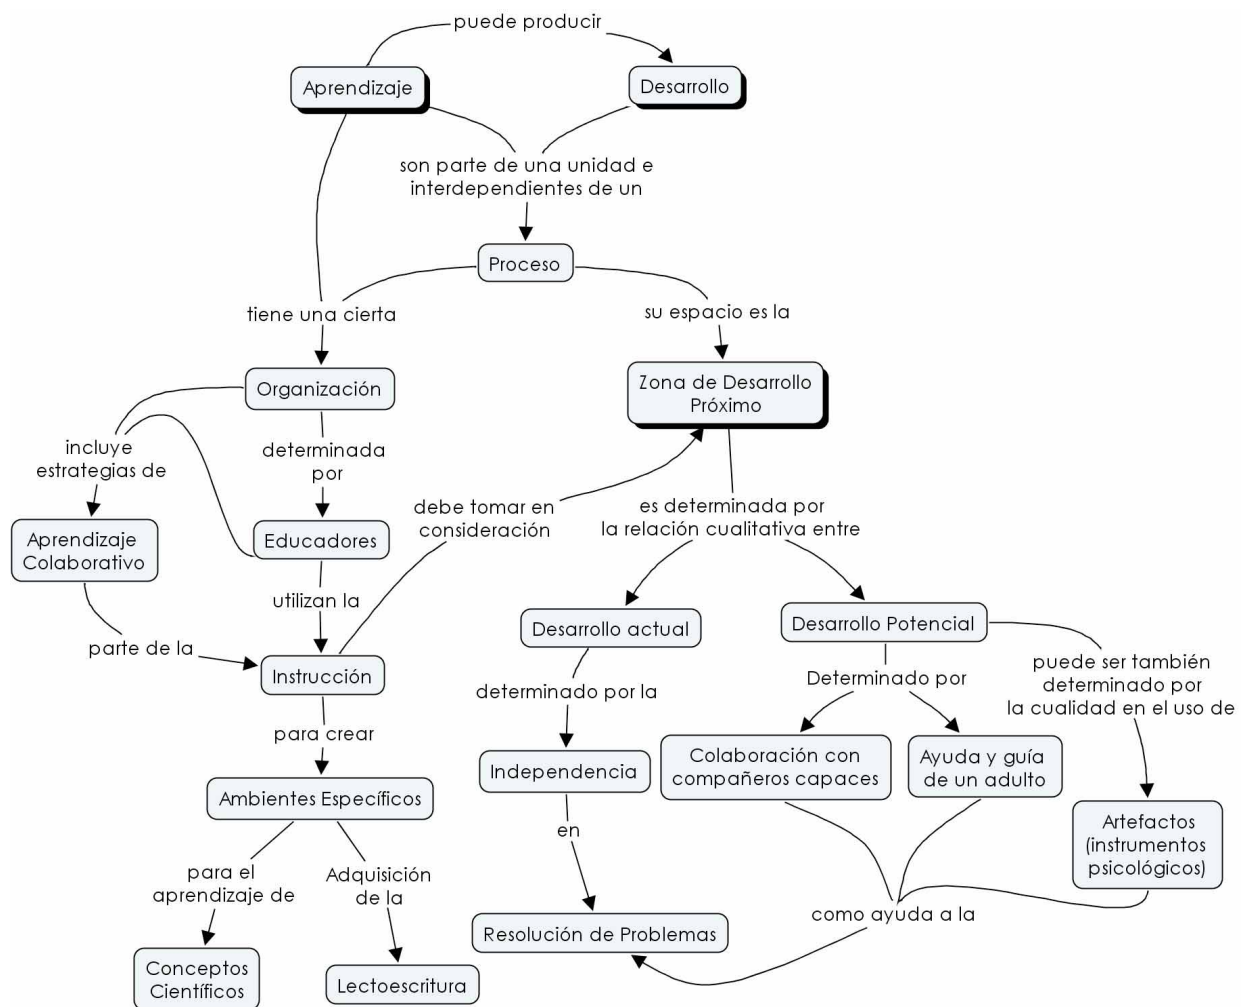 puede producir
Aprendizaje
Desarrollo
son parte de una unidad e
interdependientes de un
Proceso
tiene una cierta
su espacio es la
Organización
Zona de Desarrollo
Próximo
incluye
estrategias de
determinada
por
debe tomar en
consideración
es determinada por
la relación cualitativa entre
Aprendizaje
Colaborativo
Educadores
utilizan la
Desarrollo actual
Desarrollo Potencial
parte de la
Instrucción
determinado por la
Determinado por
puede ser también
determinado por
la cualidad en el uso de
para crear
Independencia
Colaboración con
compañeros capaces
Ayuda y guía
de un adulto
Ambientes Específicos
en
Artefactos
(instrumentos
psicológicos)
para el
aprendizaje de
Adquisición
de la
como ayuda a la
Resolución de Problemas
Conceptos
Científicos
Lectoescritura